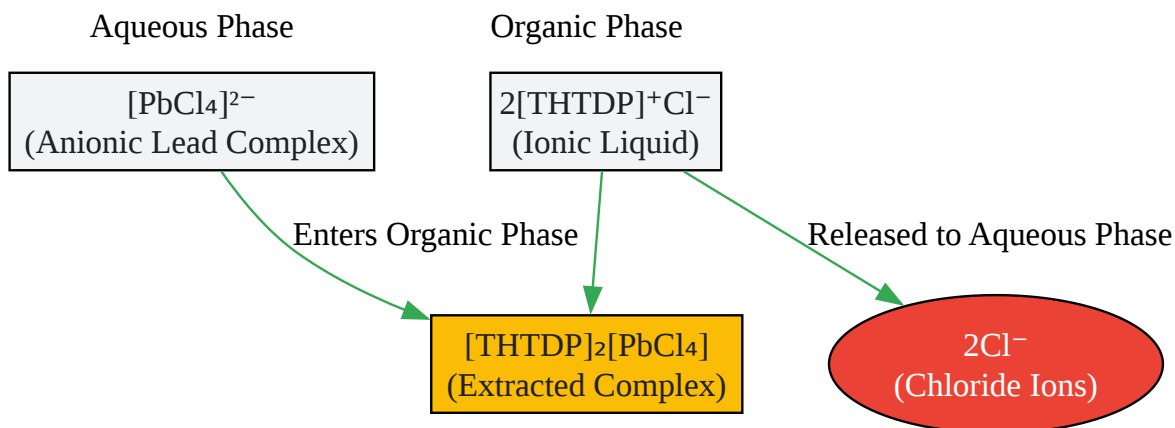 Aqueous Phase
Organic Phase
[PbCl₄]²⁻
(Anionic Lead Complex)
2[THTDP]⁺Cl⁻
(Ionic Liquid)
Enters Organic Phase
Released to Aqueous Phase
[THTDP]₂[PbCl₄]
(Extracted Complex)
2Cl⁻
(Chloride Ions)